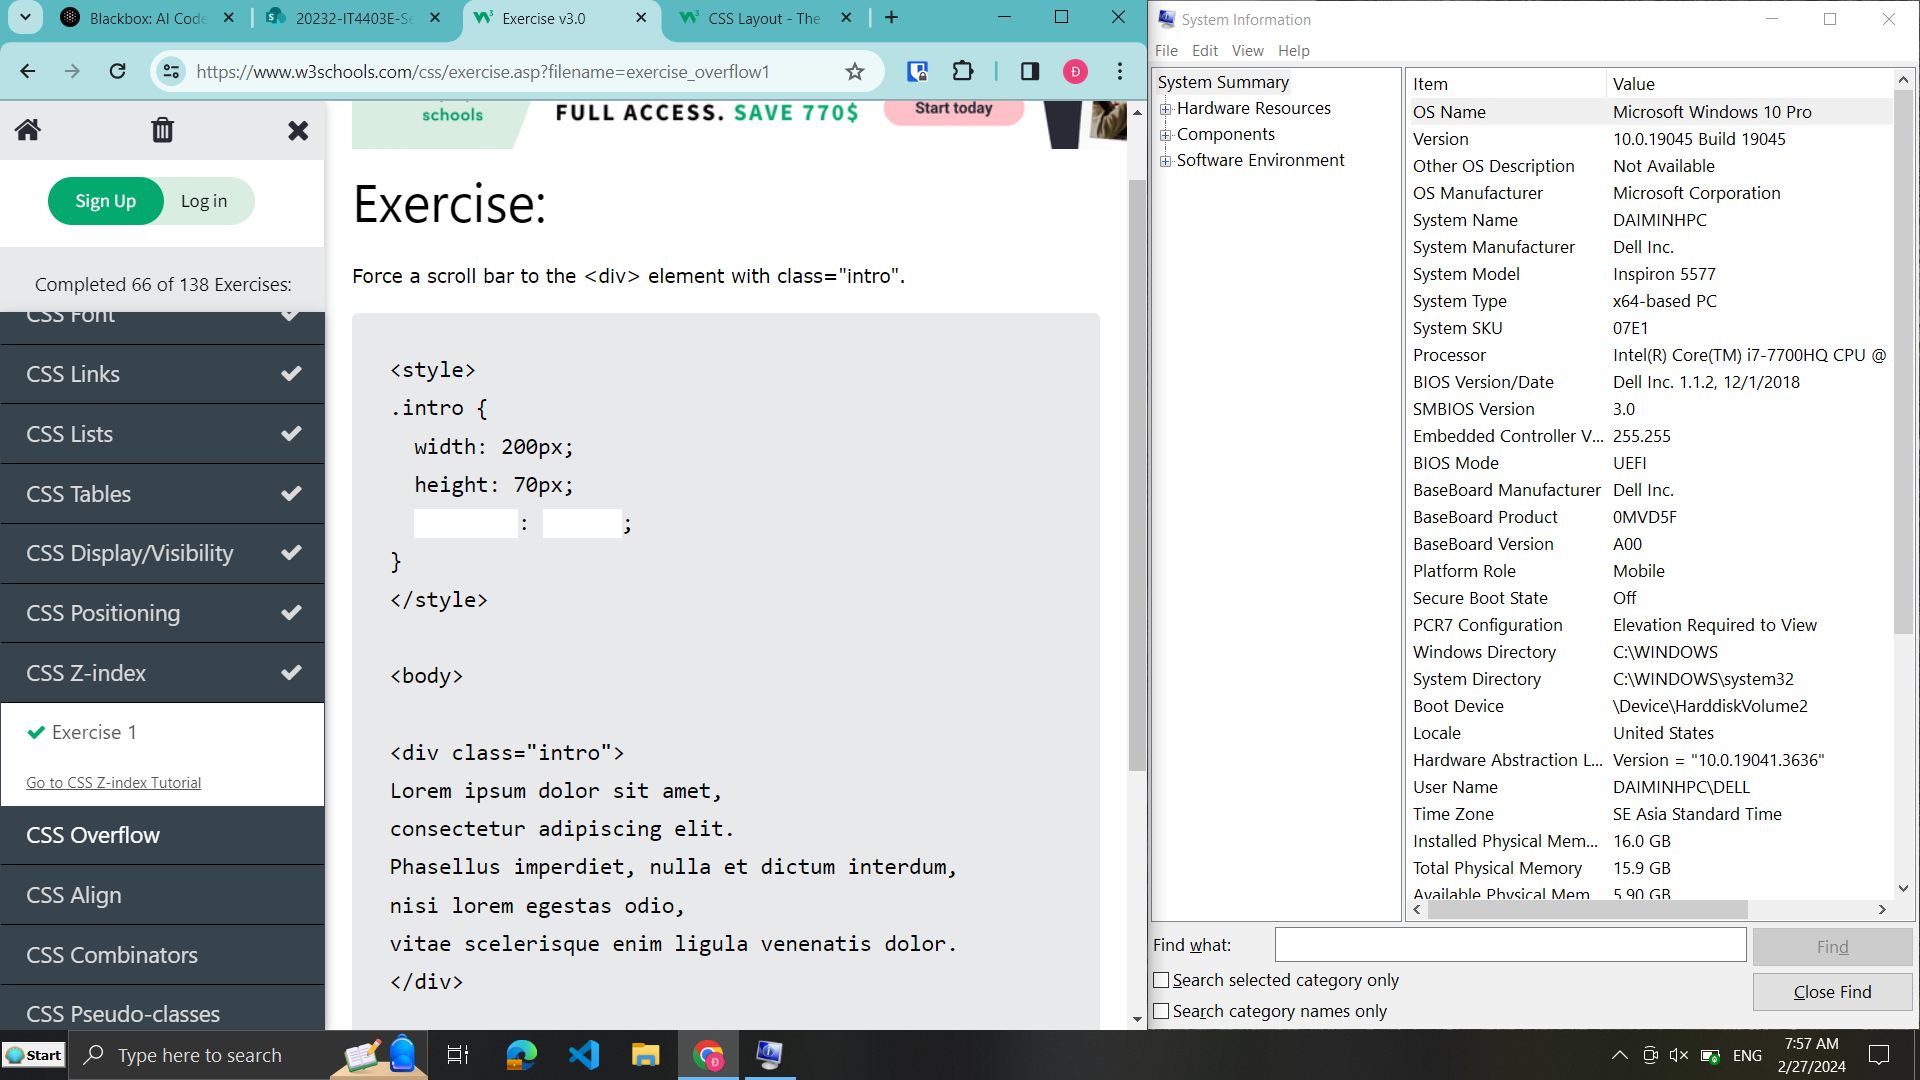 Blackbox: AI Code
20232-IT4403E-Se
Exercise v3.0
CSS Layout - The
https://www.w3schools.com/css/exercise.asp?filename=exercise_overflow1
Đ
schools
FULL ACCESS. SAVE 770$
Start today
Sign Up
Log in
Completed 66 of 138 Exercises:
CSS Font
CSS Links
CSS Lists
CSS Tables
CSS Display/Visibility
CSS Positioning
CSS Z-index
Exercise 1
Go to CSS Z-index Tutorial
CSS Overflow
CSS Align
CSS Combinators
CSS Pseudo-classes
Exercise:
Force a scroll bar to the <div> element with class="intro".
<style>
.intro {
width: 200px;
height: 70px;
: ;
}
</style>
<body>
<div class="intro">
Lorem ipsum dolor sit amet,
consectetur adipiscing elit.
Phasellus imperdiet, nulla et dictum interdum,
nisi lorem egestas odio,
vitae scelerisque enim ligula venenatis dolor.
</div>
System Information
File Edit View Help
System Summary
Hardware Resources
Components
Software Environment
Item Value
OS Name Microsoft Windows 10 Pro
Version 10.0.19045 Build 19045
Other OS Description Not Available
OS Manufacturer Microsoft Corporation
System Name DAIMINHPC
System Manufacturer Dell Inc.
System Model Inspiron 5577
System Type x64-based PC
System SKU 07E1
Processor Intel(R) Core(TM) i7-7700HQ CPU @
BIOS Version/Date Dell Inc. 1.1.2, 12/1/2018
SMBIOS Version 3.0
Embedded Controller V... 255.255
BIOS Mode UEFI
BaseBoard Manufacturer Dell Inc.
BaseBoard Product 0MVD5F
BaseBoard Version A00
Platform Role Mobile
Secure Boot State Off
PCR7 Configuration Elevation Required to View
Windows Directory C:\WINDOWS
System Directory C:\WINDOWS\system32
Boot Device \Device\HarddiskVolume2
Locale United States
Hardware Abstraction L... Version = "10.0.19041.3636"
User Name DAIMINHPC\DELL
Time Zone SE Asia Standard Time
Installed Physical Mem... 16.0 GB
Total Physical Memory 15.9 GB
Available Physical Mem 5.90 GB
Find what:
Find
Search selected category only
Close Find
Search category names only
Start
Type here to search
ENG
7:57 AM
2/27/2024